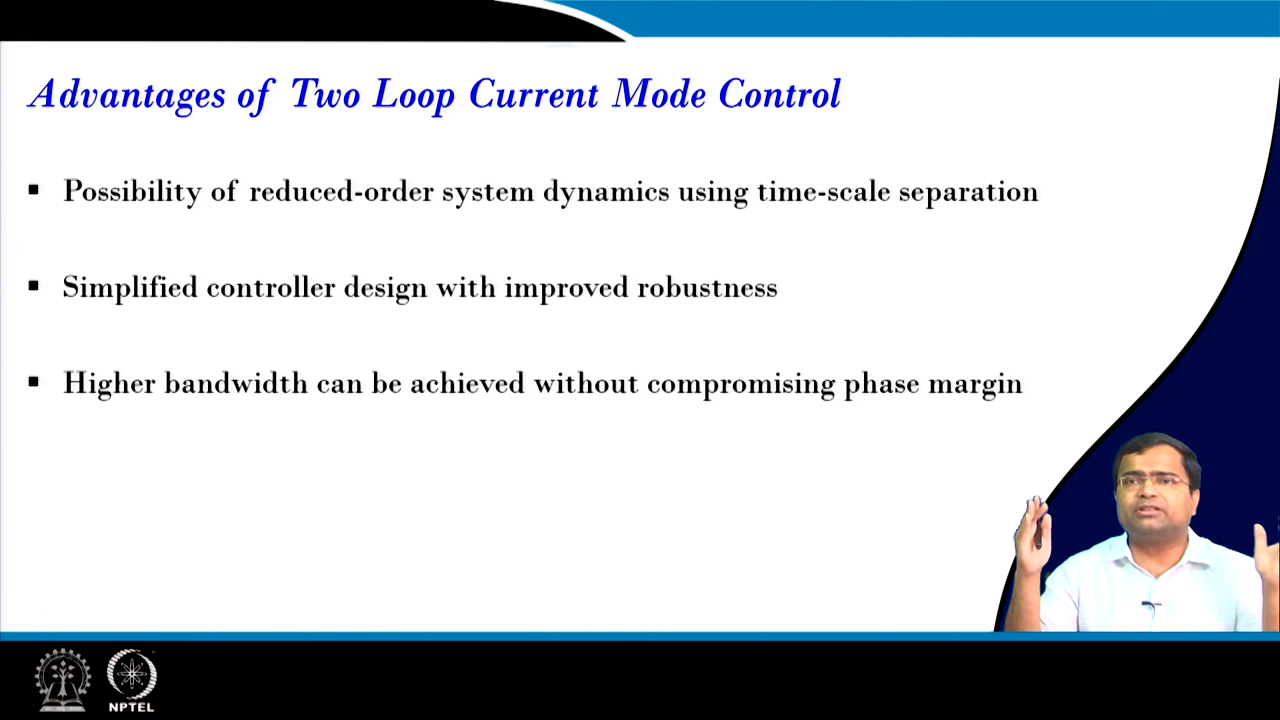 Advantages of Two Loop Current Mode Control
▪ Possibility of reduced-order system dynamics using time-scale separation
▪ Simplified controller design with improved robustness
▪ Higher bandwidth can be achieved without compromising phase margin
NPTEL